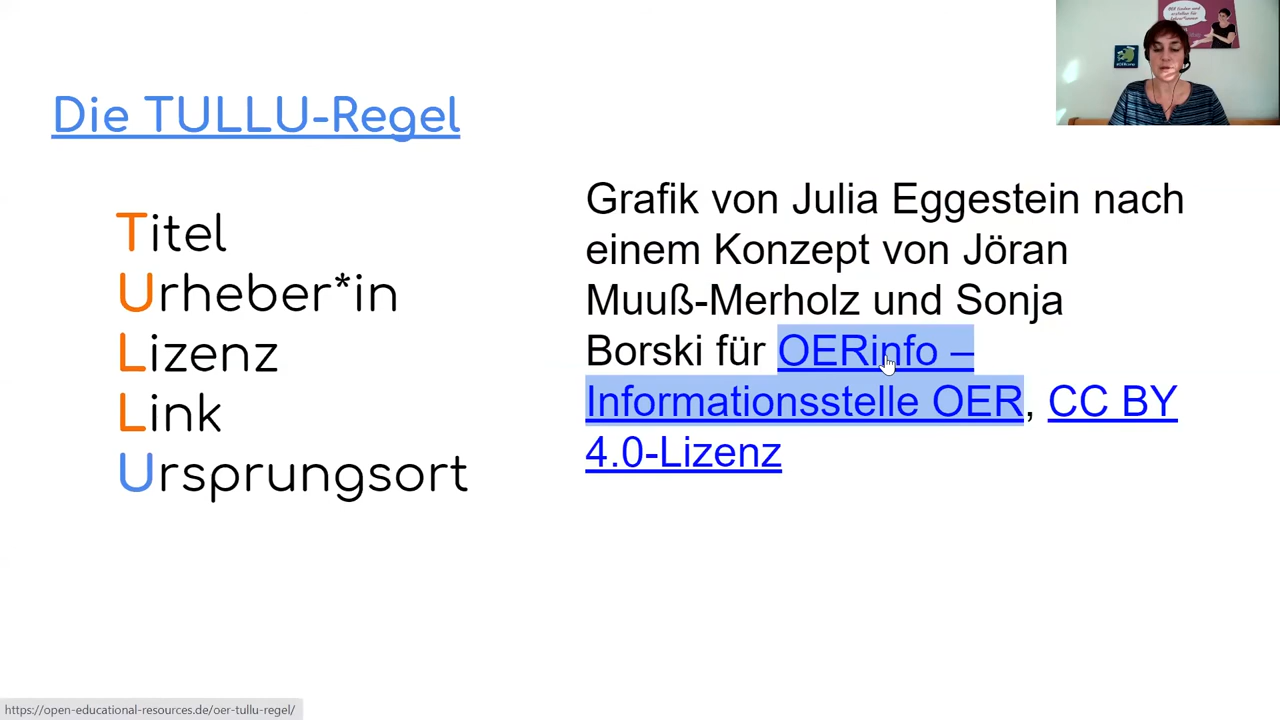 Die TULLU-Regel
Titel
Urheber*in
Lizenz
Link
Ursprungsort
Grafik von Julia Eggestein nach
einem Konzept von Jöran
Muuß-Merholz und Sonja
Borski für OERinfo –
Informationsstelle OER, CC BY
4.0-Lizenz
https://open-educational-resources.de/oer-tullu-regel/